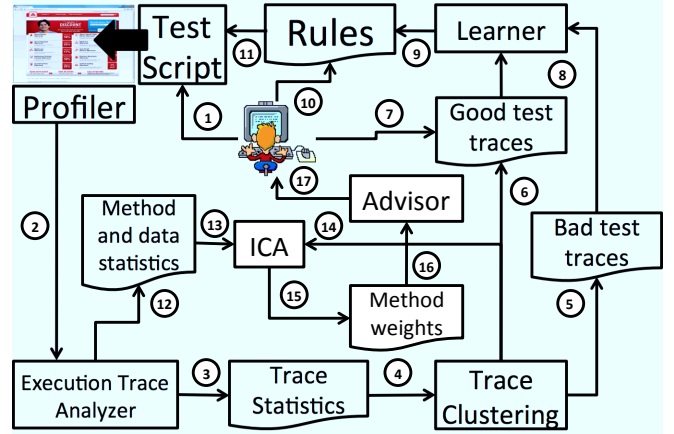 Test
Script
11
Rules
9
Learner
Profiler
1
10
7
8
Good test
traces
17
6
2
Method
and data
statistics
13
ICA
14
Advisor
Bad test
traces
12
15
16
Method
weights
5
Execution Trace
Analyzer
3
Trace
Statistics
4
Trace
Clustering